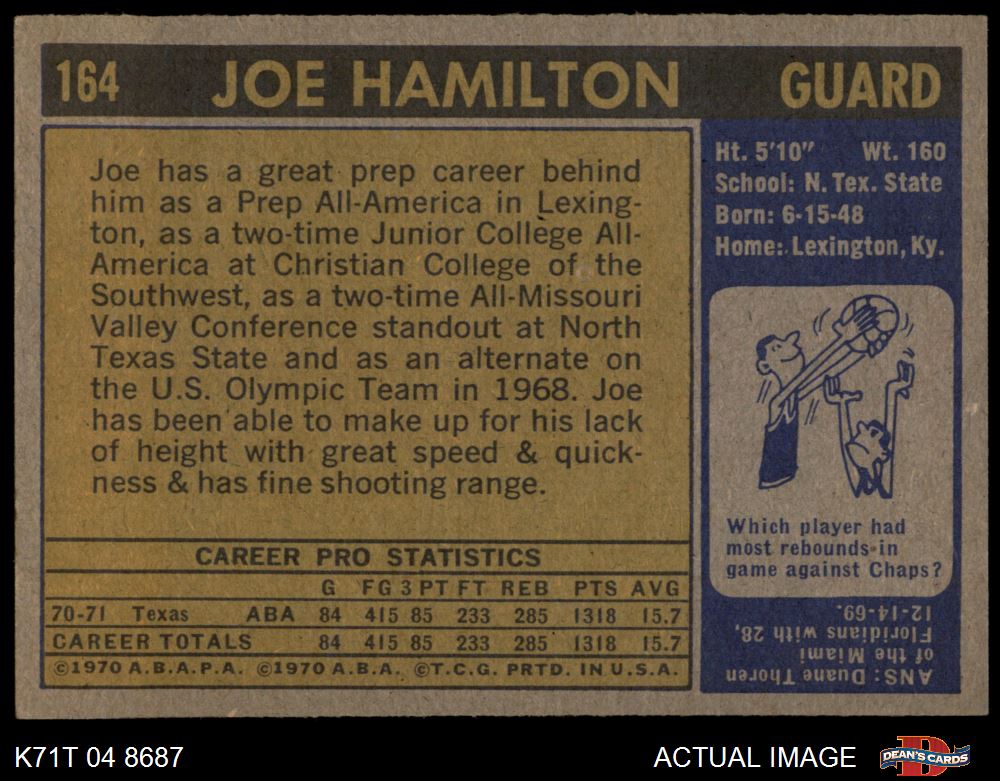 164 JOE HAMILTON GUARD
Joe has a great prep career behind
him as a Prep All-America in Lexing-
ton, as a two-time Junior College All-
America at Christian College of the
Southwest, as a two-time All-Missouri
Valley Conference standout at North
Texas State and as an alternate on
the U.S. Olympic Team in 1968. Joe
has been able to make up for his lack
of height with great speed & quick-
ness & has fine shooting range.
Ht. 5'10" Wt. 160
School: N. Tex. State
Born: 6-15-48
Home: Lexington, Ky.
Which player had
most rebounds in
game against Chaps?
ANS: Duane Thoren
of the Miami
Floridians with 28,
12-14-69.
CAREER PRO STATISTICS
G FG 3 PT FT REB PTS AVG
70-71 Texas ABA 84 415 85 233 285 1318 15.7
CAREER TOTALS 84 415 85 233 285 1318 15.7
©1970 A.B.A.P.A. ©1970 A.B.A. ©T.C.G. PRTD. IN U.S.A.
K71T 04 8687 ACTUAL IMAGE DEAN'S CARDS